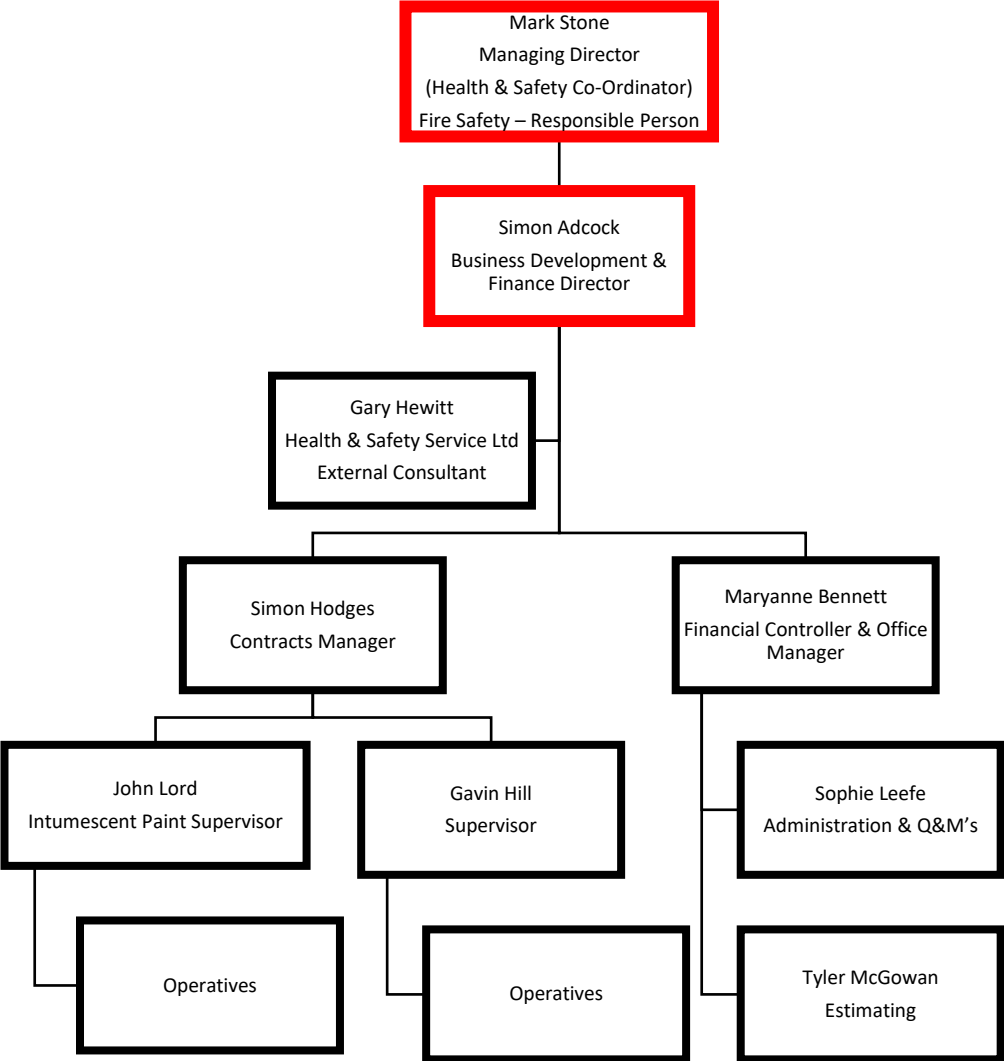 Mark Stone
Managing Director
(Health & Safety Co-Ordinator)
Fire Safety – Responsible Person
Simon Adcock
Business Development &
Finance Director
Gary Hewitt
Health & Safety Service Ltd
External Consultant
Simon Hodges
Contracts Manager
Maryanne Bennett
Financial Controller & Office
Manager
John Lord
Intumescent Paint Supervisor
Gavin Hill
Supervisor
Sophie Leefe
Administration & Q&M’s
Operatives
Operatives
Tyler McGowan
Estimating